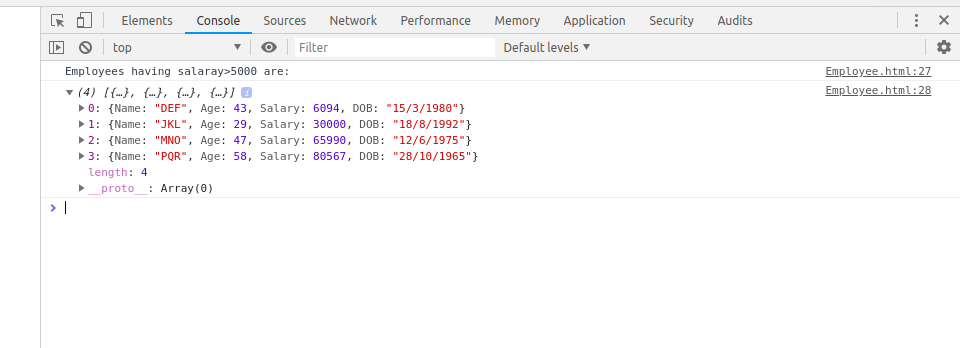 Elements Console Sources Network Performance Memory Application Security Audits
top Filter Default levels
Employees having salaray>5000 are: Employee.html:27
(4) [{…}, {…}, {…}, {…}] i Employee.html:28
0: {Name: "DEF", Age: 43, Salary: 6094, DOB: "15/3/1980"}
1: {Name: "JKL", Age: 29, Salary: 30000, DOB: "18/8/1992"}
2: {Name: "MNO", Age: 47, Salary: 65990, DOB: "12/6/1975"}
3: {Name: "PQR", Age: 58, Salary: 80567, DOB: "28/10/1965"}
length: 4
__proto__: Array(0)